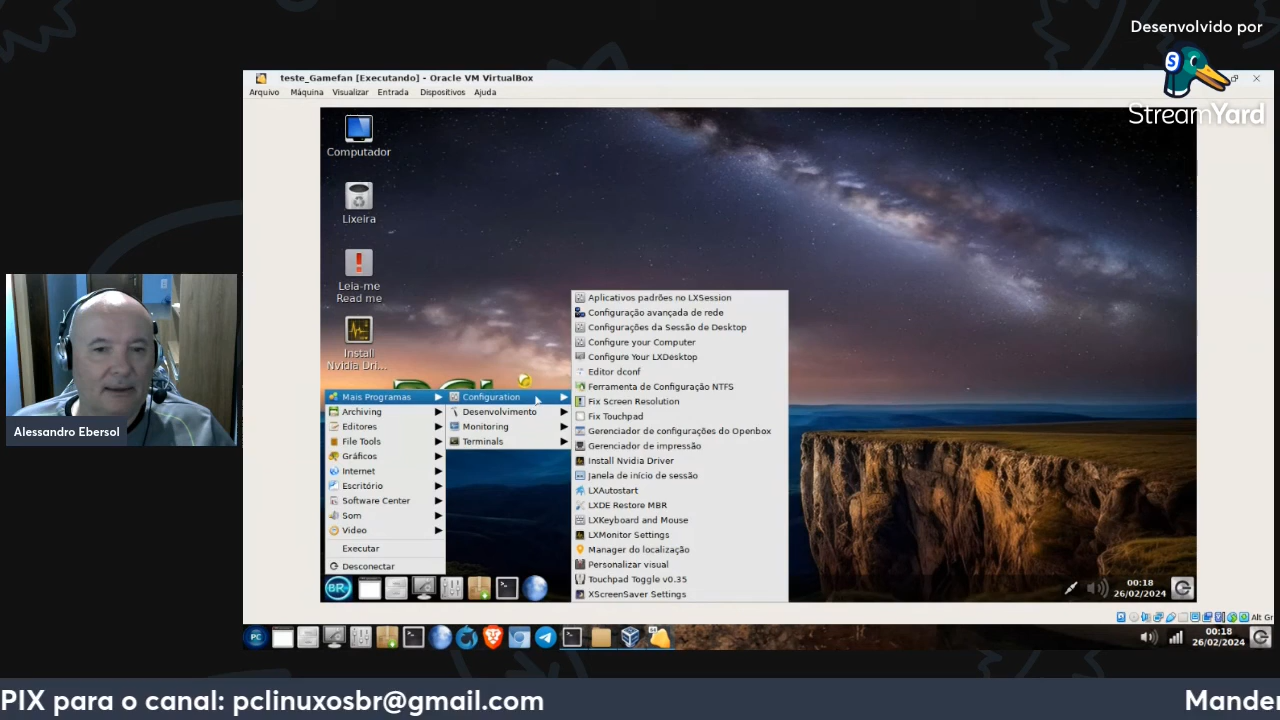 Desenvolvido por
StreamYard
teste_Gamefan [Executando] - Oracle VM VirtualBox
Arquivo Máquina Visualizar Entrada Dispositivos Ajuda
Computador
Lixeira
Leia-me
Read me
Install
Nvidia Dri...
Mais Programas
Archiving
Editores
File Tools
Gráficos
Internet
Escritório
Software Center
Som
Video
Executar
Desconectar
Configuration
Desenvolvimento
Monitoring
Terminals
Aplicativos padrões no LXSession
Configuração avançada de rede
Configurações da Sessão de Desktop
Configure your Computer
Configure Your LXDesktop
Editor dconf
Ferramenta de Configuração NTFS
Fix Screen Resolution
Fix Touchpad
Gerenciador de configurações do Openbox
Gerenciador de impressão
Install Nvidia Driver
Janela de início de sessão
LXAutostart
LXDE Restore MBR
LXKeyboard and Mouse
LXMonitor Settings
Manager do localização
Personalizar visual
Touchpad Toggle v0.35
XScreenSaver Settings
BR
00:18
26/02/2024
Alt Gr
PC
00:18
26/02/2024
Alessandro Ebersol
PIX para o canal: pclinuxosbr@gmail.com